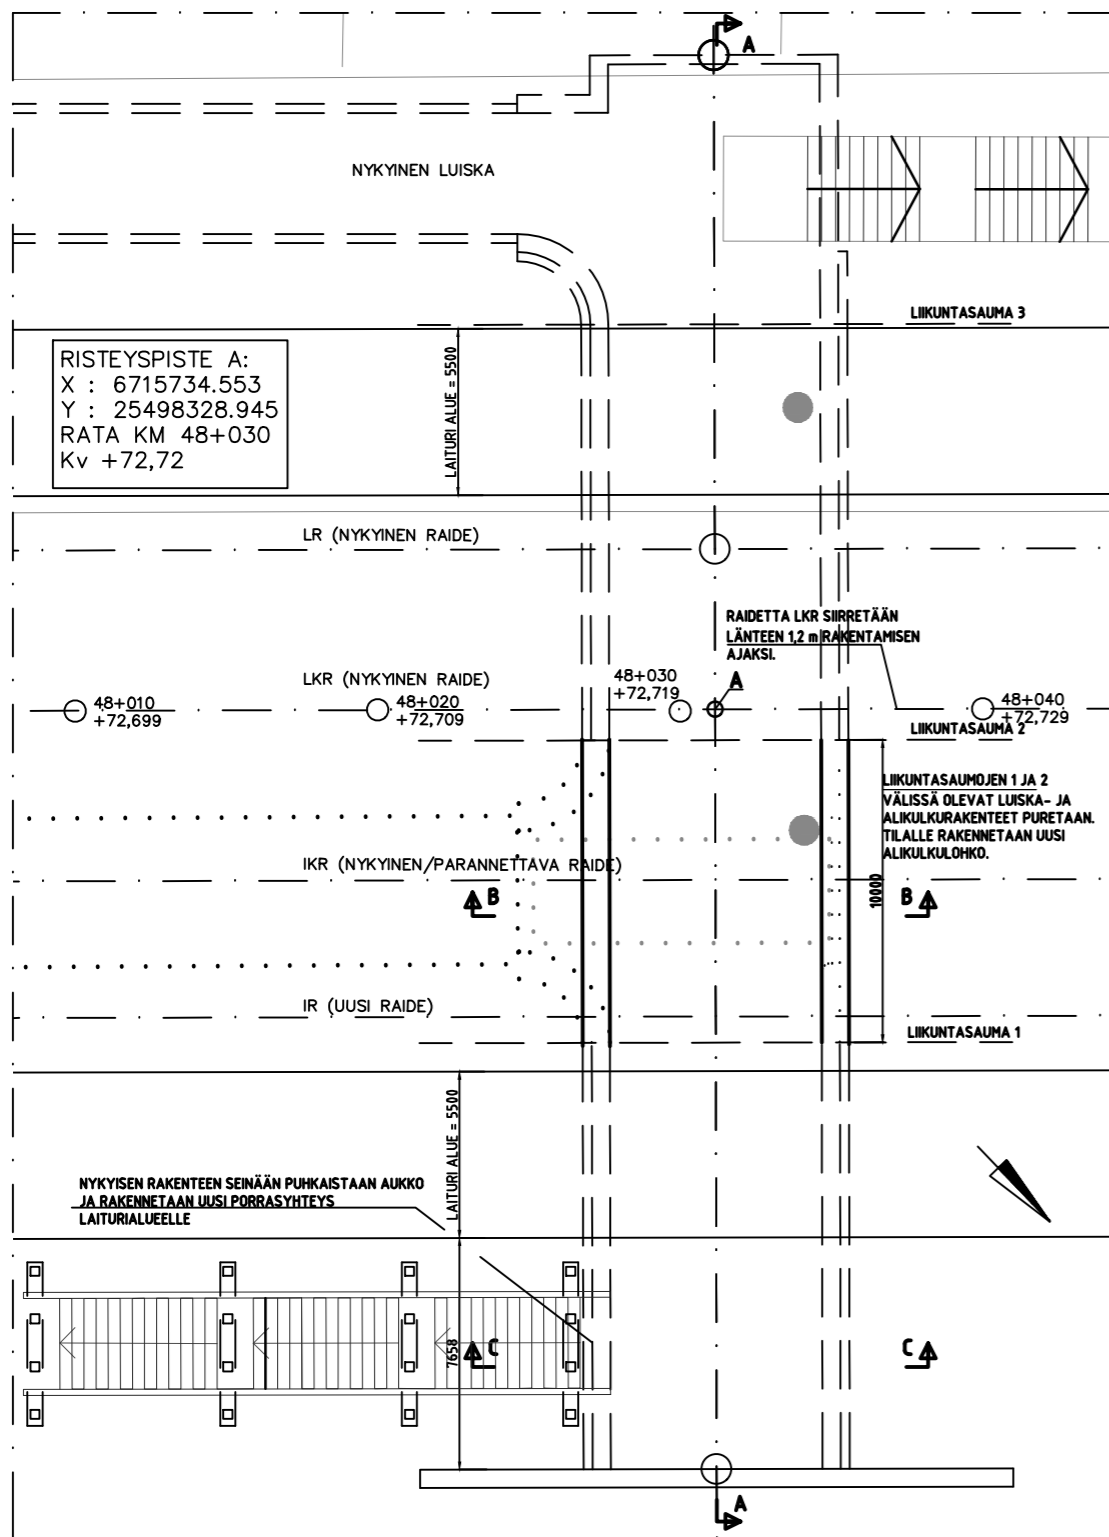 A
NYKYINEN LUISKA
LIIKUNTASAUMA 3
RISTEYSPISTE A:
X : 6715734.553
Y : 25498328.945
RATA KM 48+030
Kv +72,72
LAITURI ALUE = 5500
LR (NYKYINEN RAIDE)
RAIDETTA LKR SIIRRETÄÄN
LÄNTEEN 1,2 m RAKENTAMISEN
AJAKSI.
LKR (NYKYINEN RAIDE)
48+010
+72,699
48+020
+72,709
48+030
+72,719
A
48+040
+72,729
LIIKUNTASAUMA 2
LIIKUNTASAUMOJEN 1 JA 2
VÄLISSÄ OLEVAT LUISKA- JA
ALIKULKURAKENTEET PURETAAN.
TILALLE RAKENNETAAN UUSI
ALIKULKULOHKO.
IKR (NYKYINEN/PARANNETTAVA RAIDE)
10000
B
B
IR (UUSI RAIDE)
LIIKUNTASAUMA 1
LAITURI ALUE = 5500
NYKYISEN RAKENTEEN SEINÄÄN PUHKAISTAAN AUKKO
JA RAKENNETAAN UUSI PORRASYHTEYS
LAITURIALUEELLE
7658
C
C
A